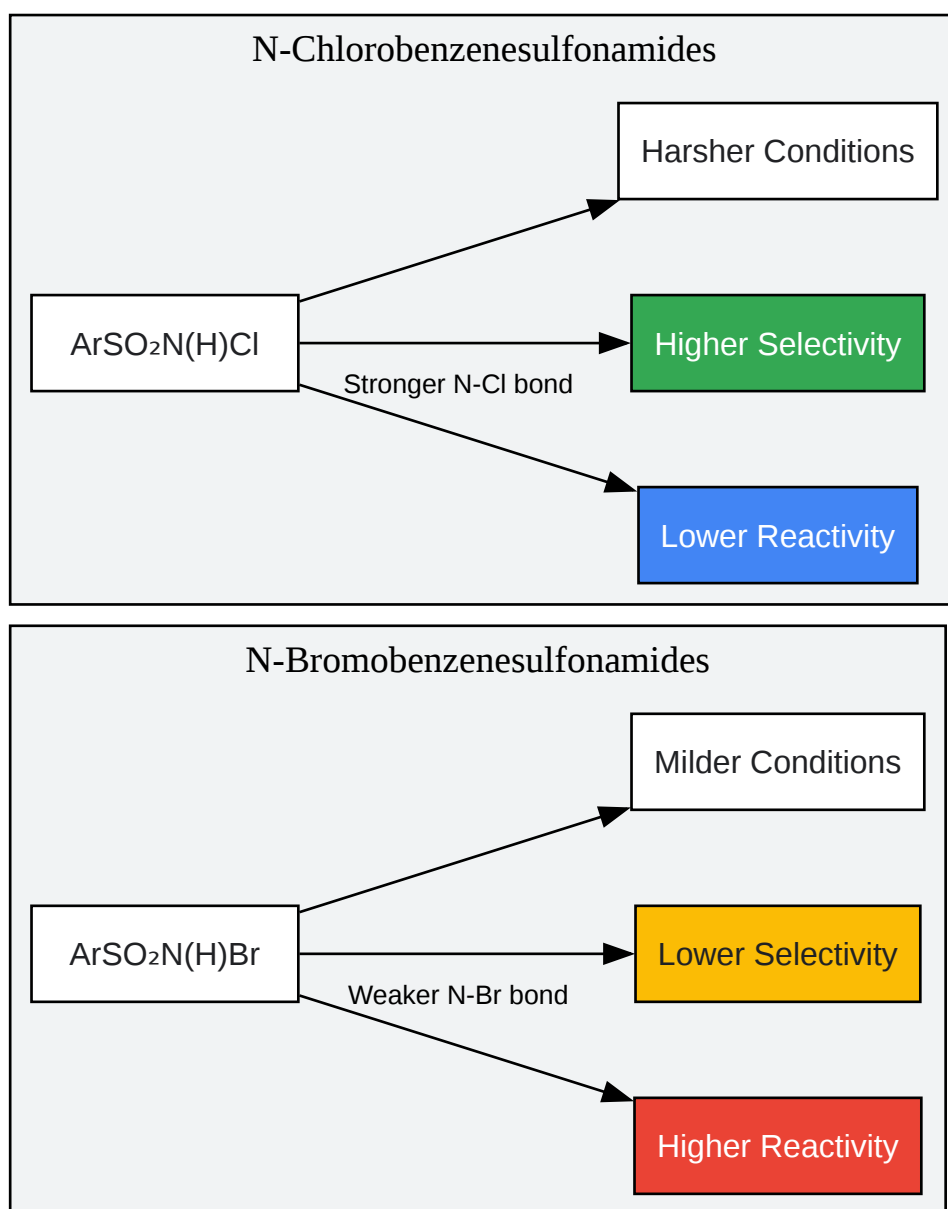 N-Chlorobenzenesulfonamides
Harsher Conditions
ArSO₂N(H)Cl
Higher Selectivity
Stronger N-Cl bond
Lower Reactivity
N-Bromobenzenesulfonamides
Milder Conditions
ArSO₂N(H)Br
Lower Selectivity
Weaker N-Br bond
Higher Reactivity